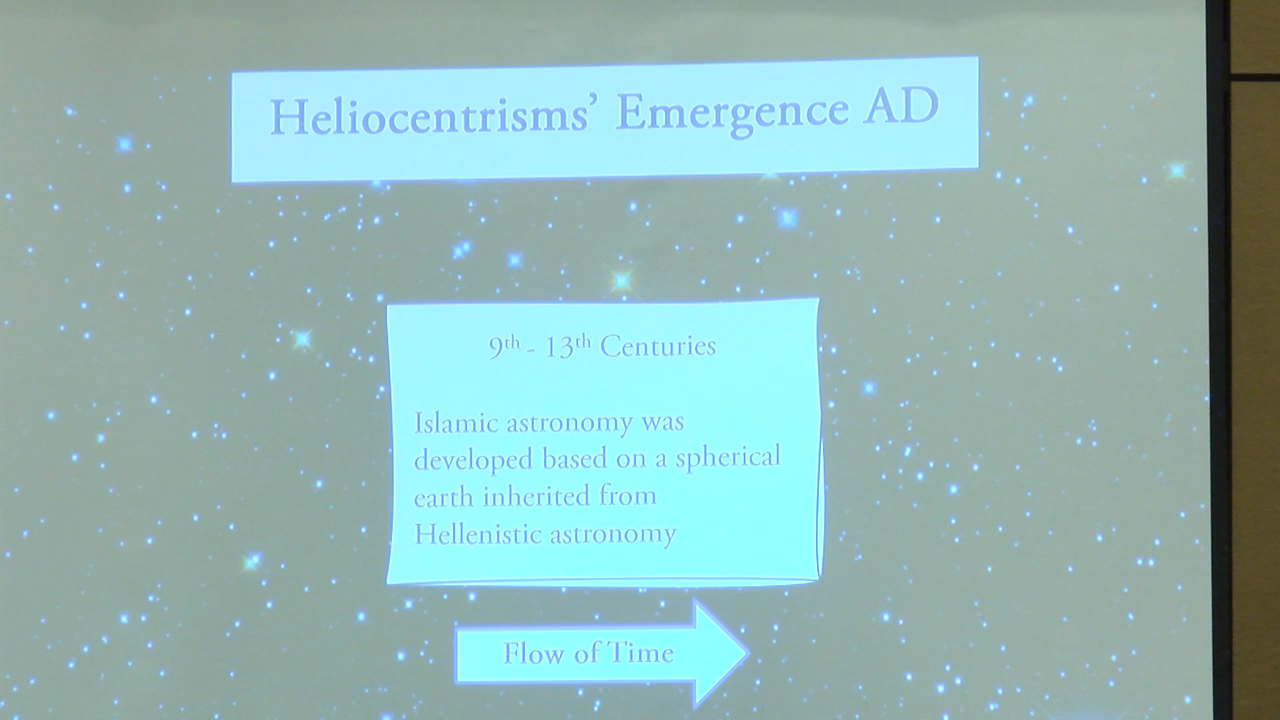 Heliocentrisms’ Emergence AD
9th - 13th Centuries
Islamic astronomy was
developed based on a spherical
earth inherited from
Hellenistic astronomy
Flow of Time